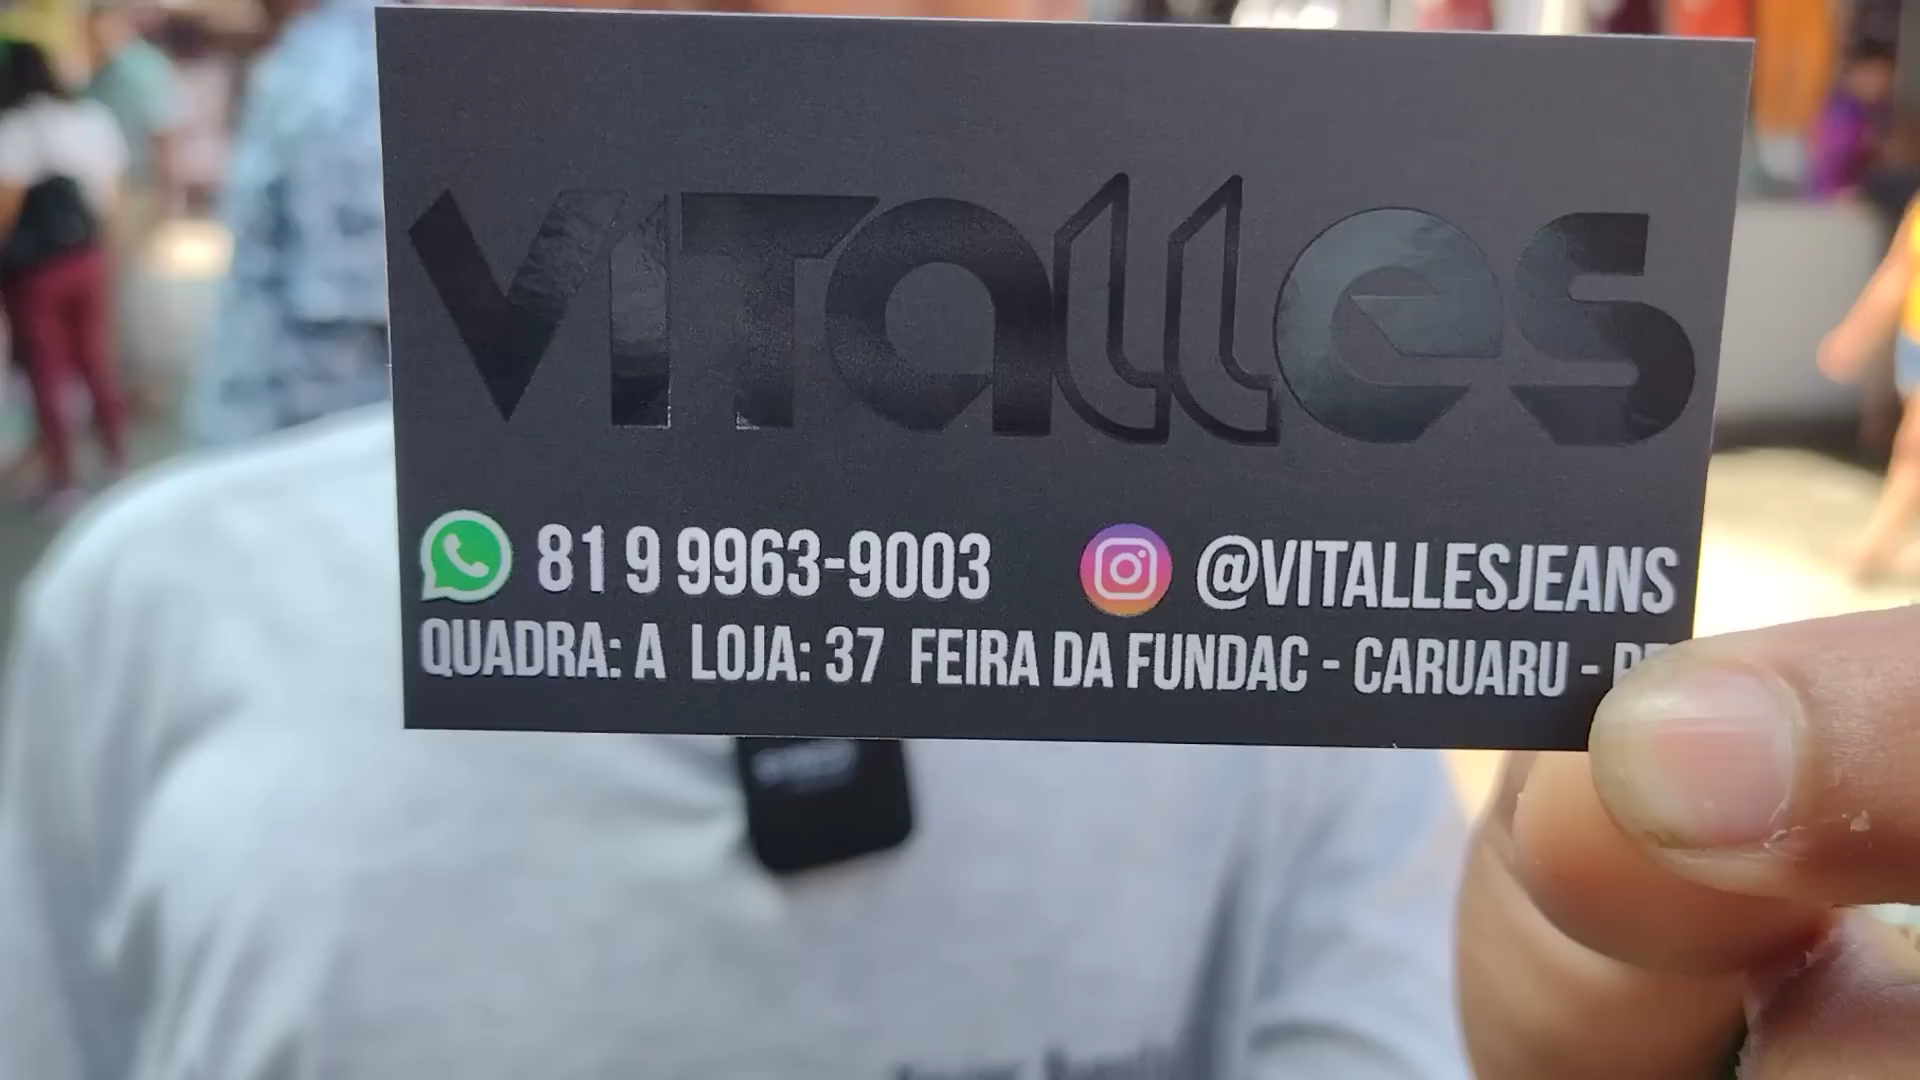 VITalles
81 9 9963-9003 @VITALLESJEANS
QUADRA: A LOJA: 37 FEIRA DA FUNDAC - CARUARU -